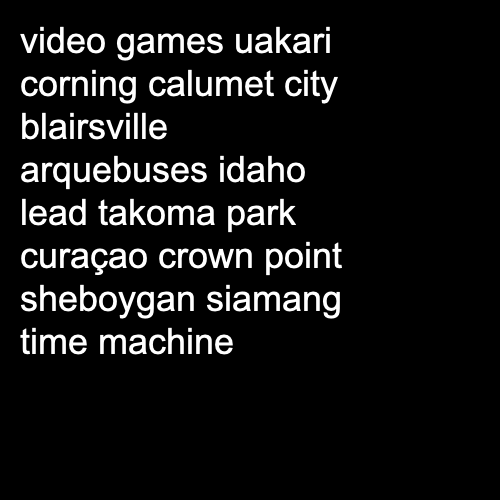 video games uakari
corning calumet city
blairsville
arquebuses idaho
lead takoma park
curaçao crown point
sheboygan siamang
time machine